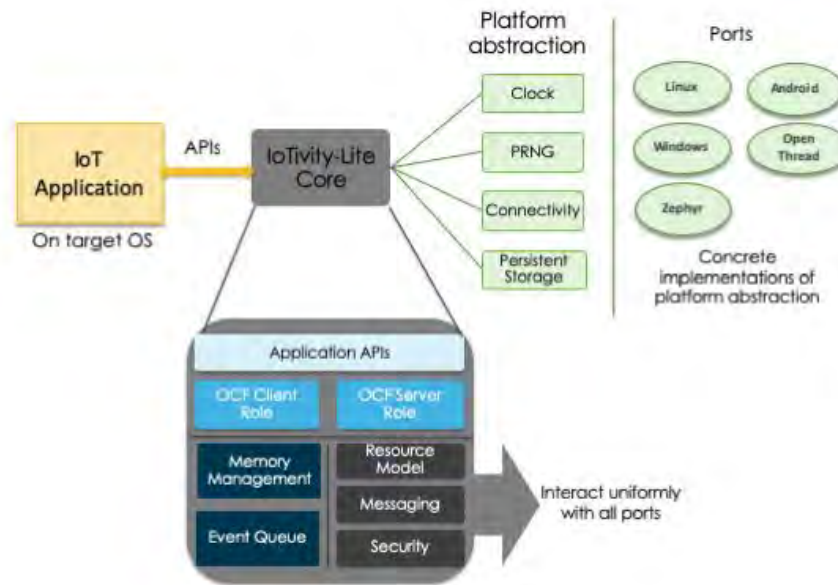 Platform
abstraction
Ports
Clock
Linux
Android
APIs
IoT
Application
IoTivity-Lite
Core
PRNG
Windows
Open
Thread
Connectivity
Zephyr
On target OS
Persistent
Storage
Concrete
implementations of
platform abstraction
Application APIs
OCF Client
Role
OCF Server
Role
Memory
Management
Resource
Model
Messaging
Event Queue
Security
Interact uniformly
with all ports